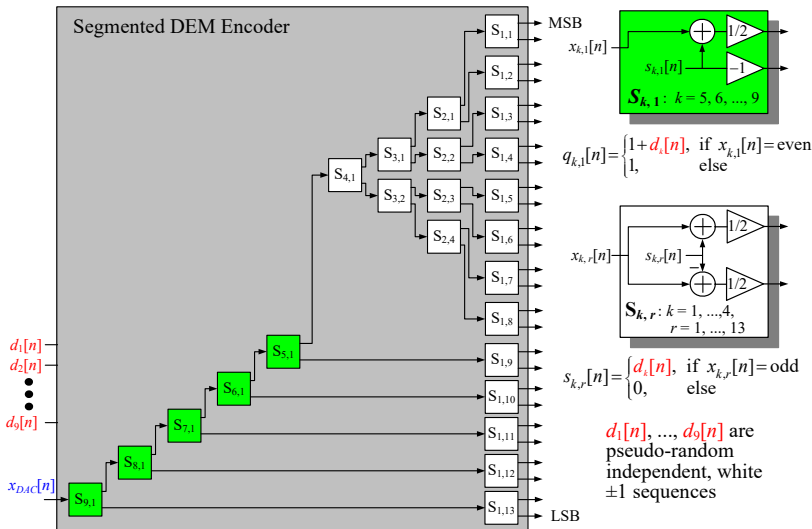 Segmented DEM Encoder
S1,1
MSB
S1,2
S2,1
S1,3
S3,1
S2,2
S1,4
S4,1
S3,2
S2,3
S1,5
S1,6
S2,4
S1,7
S1,8
S5,1
S1,9
S6,1
S1,10
S7,1
S1,11
S8,1
S1,12
S9,1
S1,13
LSB
d1[n]
d2[n]
d9[n]
xDAC[n]
xk,1[n]
1/2
sk,1[n]
−1
Sk, 1: k = 5, 6, ..., 9
qk,1[n] = {1+dk[n], if xk,1[n]=even
1, else
1/2
xk,r[n]
sk,r[n]
−
1/2
Sk, r: k = 1, ...,4,
r = 1, ..., 13
sk,r[n] = {dk[n], if xk,r[n]=odd
0, else
d1[n], ..., d9[n] are
pseudo-random
independent, white
±1 sequences